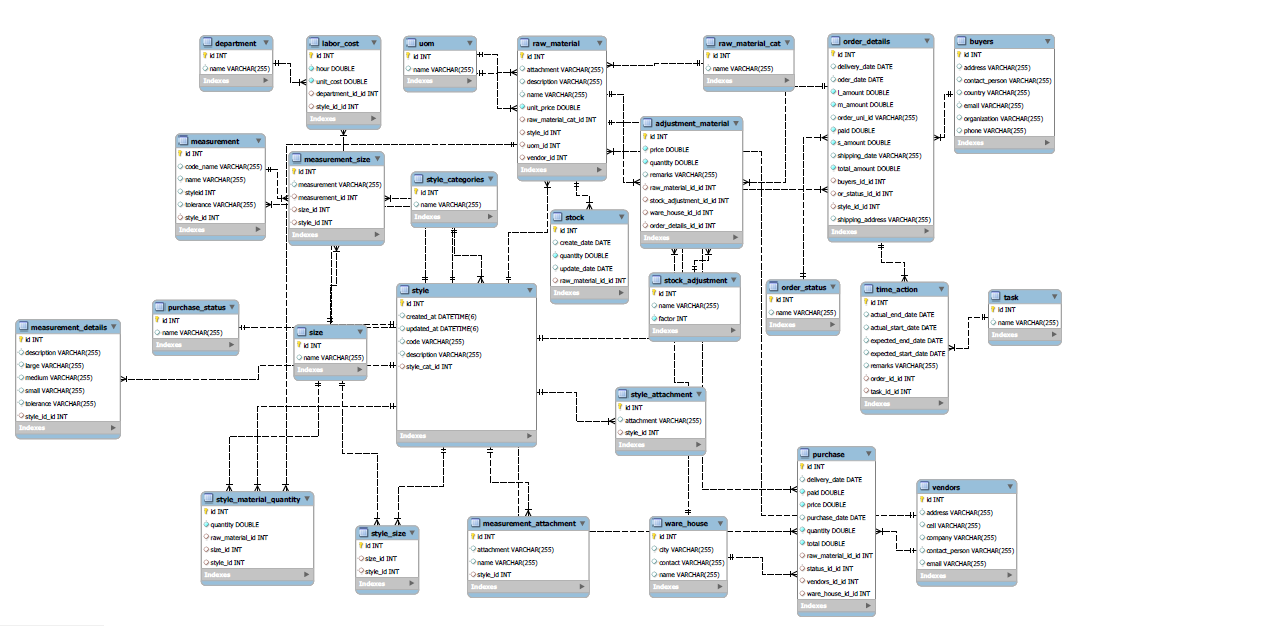 department
id INT
name VARCHAR(255)
Indexes
labor_cost
id INT
hour DOUBLE
unit_cost DOUBLE
department_id_id INT
style_id_id INT
Indexes
uom
id INT
name VARCHAR(255)
Indexes
raw_material
id INT
attachment VARCHAR(255)
description VARCHAR(255)
name VARCHAR(255)
unit_price DOUBLE
raw_material_cat_id INT
style_id INT
uom_id INT
vendor_id INT
Indexes
raw_material_cat
id INT
name VARCHAR(255)
Indexes
order_details
id INT
delivery_date DATE
oder_date DATE
l_amount DOUBLE
m_amount DOUBLE
order_uni_id VARCHAR(255)
paid DOUBLE
s_amount DOUBLE
shipping_date VARCHAR(255)
total_amount DOUBLE
buyers_id_id INT
or_status_id_id INT
style_id_id INT
shipping_address VARCHAR(255)
Indexes
buyers
id INT
address VARCHAR(255)
contact_person VARCHAR(255)
country VARCHAR(255)
email VARCHAR(255)
organization VARCHAR(255)
phone VARCHAR(255)
Indexes
measurement
id INT
code_name VARCHAR(255)
name VARCHAR(255)
styleid INT
tolerance VARCHAR(255)
style_id INT
Indexes
measurement_size
id INT
measurement VARCHAR(255)
measurement_id INT
size_id INT
style_id INT
Indexes
style_categories
id INT
name VARCHAR(255)
Indexes
adjustment_material
id INT
price DOUBLE
quantity DOUBLE
remarks VARCHAR(255)
raw_material_id_id INT
stock_adjustment_id_id INT
ware_house_id_id INT
order_details_id_id INT
Indexes
stock
id INT
create_date DATE
quantity DOUBLE
update_date DATE
raw_material_id_id INT
Indexes
stock_adjustment
id INT
name VARCHAR(255)
factor INT
Indexes
order_status
id INT
name VARCHAR(255)
Indexes
time_action
id INT
actual_end_date DATE
actual_start_date DATE
expected_end_date DATE
expected_start_date DATE
remarks VARCHAR(255)
order_id_id INT
task_id_id INT
Indexes
task
id INT
name VARCHAR(255)
Indexes
purchase_status
id INT
name VARCHAR(255)
Indexes
measurement_details
id INT
description VARCHAR(255)
large VARCHAR(255)
medium VARCHAR(255)
small VARCHAR(255)
tolerance VARCHAR(255)
style_id_id INT
Indexes
size
id INT
name VARCHAR(255)
Indexes
style
id INT
created_at DATETIME(6)
updated_at DATETIME(6)
code VARCHAR(255)
description VARCHAR(255)
style_cat_id INT
Indexes
style_attachment
id INT
attachment VARCHAR(255)
style_id INT
Indexes
purchase
id INT
delivery_date DATE
paid DOUBLE
price DOUBLE
purchase_date DATE
quantity DOUBLE
total DOUBLE
raw_material_id_id INT
status_id_id INT
vendors_id_id INT
ware_house_id_id INT
Indexes
vendors
id INT
address VARCHAR(255)
cell VARCHAR(255)
company VARCHAR(255)
contact_person VARCHAR(255)
email VARCHAR(255)
Indexes
style_material_quantity
id INT
quantity DOUBLE
raw_material_id INT
size_id INT
style_id INT
Indexes
style_size
id INT
size_id INT
style_id INT
Indexes
measurement_attachment
id INT
attachment VARCHAR(255)
name VARCHAR(255)
style_id INT
Indexes
ware_house
id INT
city VARCHAR(255)
contact VARCHAR(255)
name VARCHAR(255)
Indexes